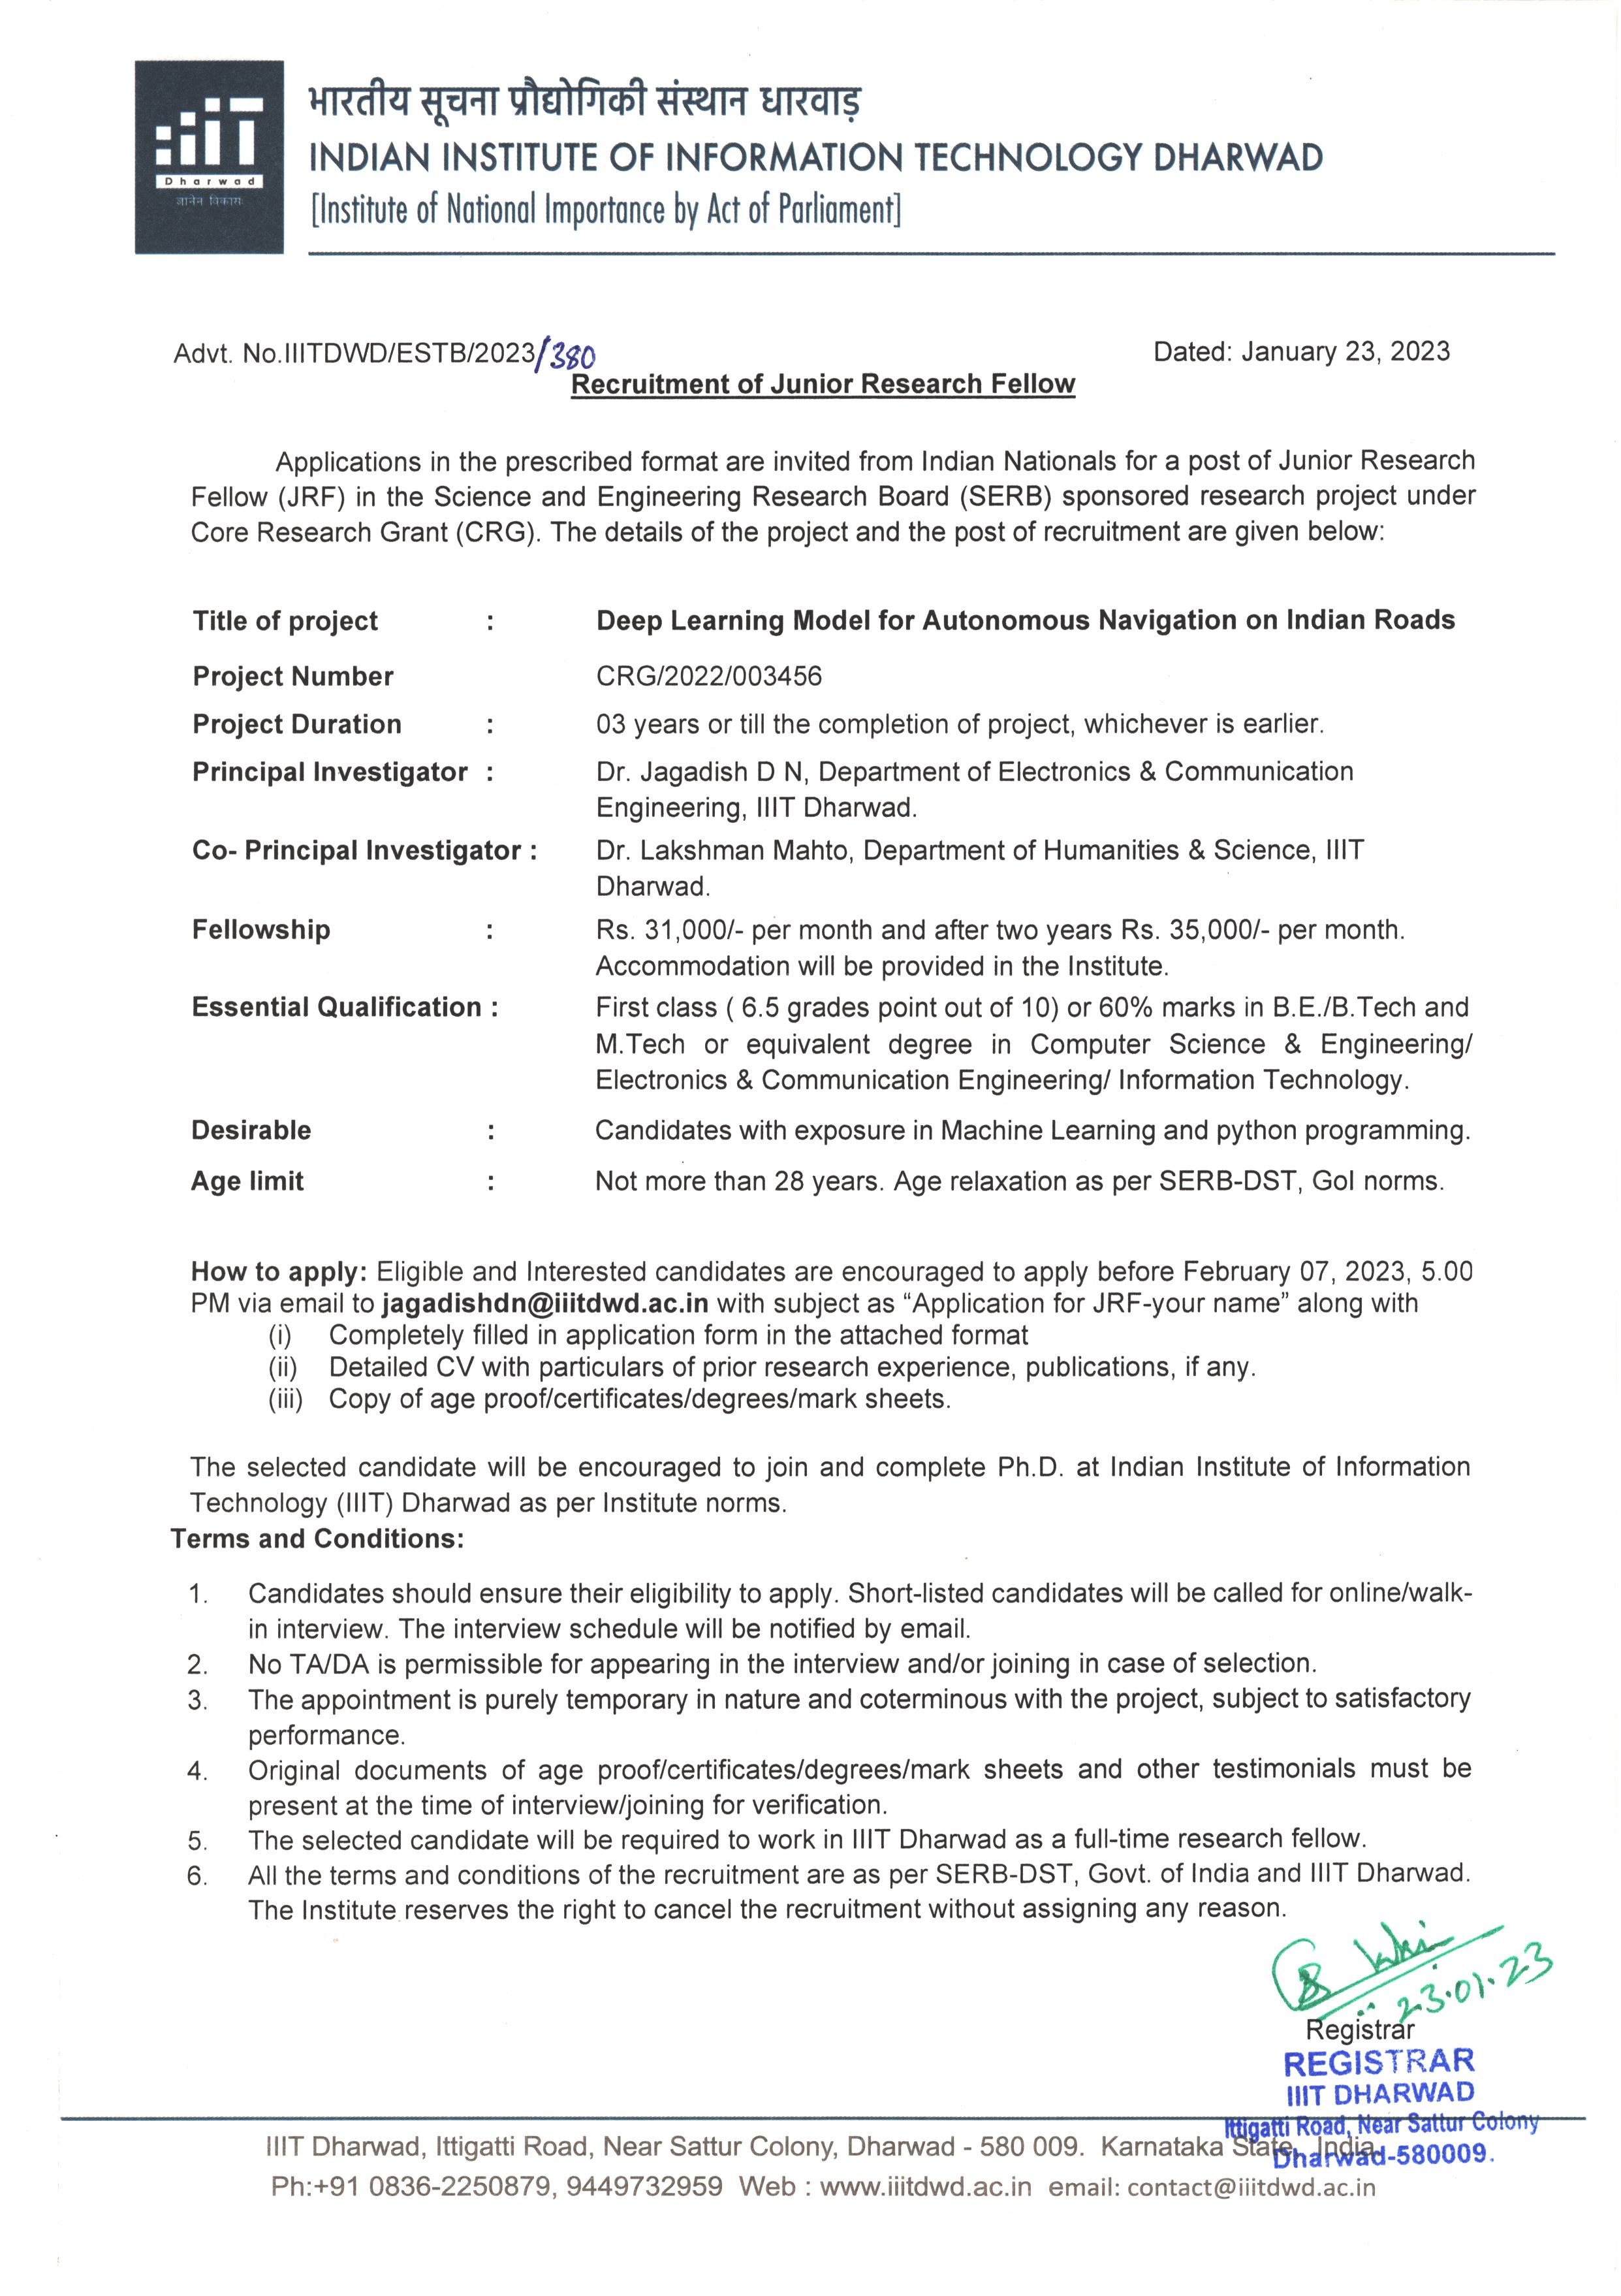 Dharwad
ज्ञानेन विकासः
भारतीय सूचना प्रौद्योगिकी संस्थान धारवाड़
INDIAN INSTITUTE OF INFORMATION TECHNOLOGY DHARWAD
[Institute of National Importance by Act of Parliament]
Advt. No.IIITDWD/ESTB/2023/380 Dated: January 23, 2023
Recruitment of Junior Research Fellow
Applications in the prescribed format are invited from Indian Nationals for a post of Junior Research
Fellow (JRF) in the Science and Engineering Research Board (SERB) sponsored research project under
Core Research Grant (CRG). The details of the project and the post of recruitment are given below:
Title of project : Deep Learning Model for Autonomous Navigation on Indian Roads
Project Number CRG/2022/003456
Project Duration : 03 years or till the completion of project, whichever is earlier.
Principal Investigator : Dr. Jagadish D N, Department of Electronics & Communication
Engineering, IIIT Dharwad.
Co- Principal Investigator : Dr. Lakshman Mahto, Department of Humanities & Science, IIIT
Dharwad.
Fellowship : Rs. 31,000/- per month and after two years Rs. 35,000/- per month.
Accommodation will be provided in the Institute.
Essential Qualification : First class ( 6.5 grades point out of 10) or 60% marks in B.E./B.Tech and
M.Tech or equivalent degree in Computer Science & Engineering/
Electronics & Communication Engineering/ Information Technology.
Desirable : Candidates with exposure in Machine Learning and python programming.
Age limit : Not more than 28 years. Age relaxation as per SERB-DST, GoI norms.
How to apply: Eligible and Interested candidates are encouraged to apply before February 07, 2023, 5.00
PM via email to jagadishdn@iiitdwd.ac.in with subject as “Application for JRF-your name” along with
(i) Completely filled in application form in the attached format
(ii) Detailed CV with particulars of prior research experience, publications, if any.
(iii) Copy of age proof/certificates/degrees/mark sheets.
The selected candidate will be encouraged to join and complete Ph.D. at Indian Institute of Information
Technology (IIIT) Dharwad as per Institute norms.
Terms and Conditions:
1. Candidates should ensure their eligibility to apply. Short-listed candidates will be called for online/walk-
in interview. The interview schedule will be notified by email.
2. No TA/DA is permissible for appearing in the interview and/or joining in case of selection.
3. The appointment is purely temporary in nature and coterminous with the project, subject to satisfactory
performance.
4. Original documents of age proof/certificates/degrees/mark sheets and other testimonials must be
present at the time of interview/joining for verification.
5. The selected candidate will be required to work in IIIT Dharwad as a full-time research fellow.
6. All the terms and conditions of the recruitment are as per SERB-DST, Govt. of India and IIIT Dharwad.
The Institute reserves the right to cancel the recruitment without assigning any reason.
23.01.23
Registrar
REGISTRAR
IIIT DHARWAD
Ittigatti Road, Near Sattur Colony
Dharwad-580009.
IIIT Dharwad, Ittigatti Road, Near Sattur Colony, Dharwad - 580 009. Karnataka State, India
Ph:+91 0836-2250879, 9449732959 Web : www.iiitdwd.ac.in email: contact@iiitdwd.ac.in